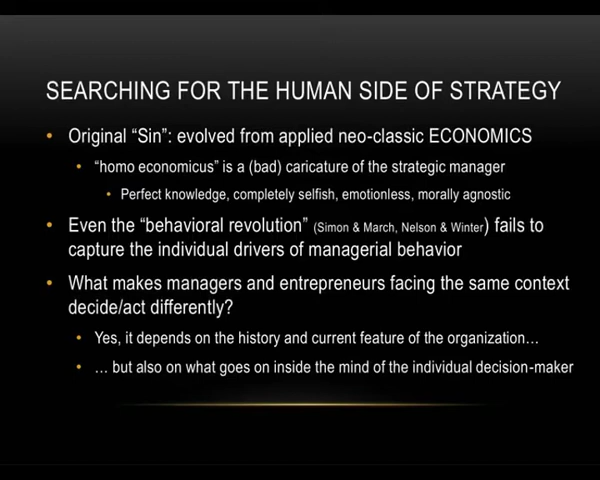 SEARCHING FOR THE HUMAN SIDE OF STRATEGY
• Original “Sin”: evolved from applied neo-classic ECONOMICS
• “homo economicus” is a (bad) caricature of the strategic manager
• Perfect knowledge, completely selfish, emotionless, morally agnostic
• Even the “behavioral revolution” (Simon & March, Nelson & Winter) fails to
capture the individual drivers of managerial behavior
• What makes managers and entrepreneurs facing the same context
decide/act differently?
• Yes, it depends on the history and current feature of the organization…
• … but also on what goes on inside the mind of the individual decision-maker